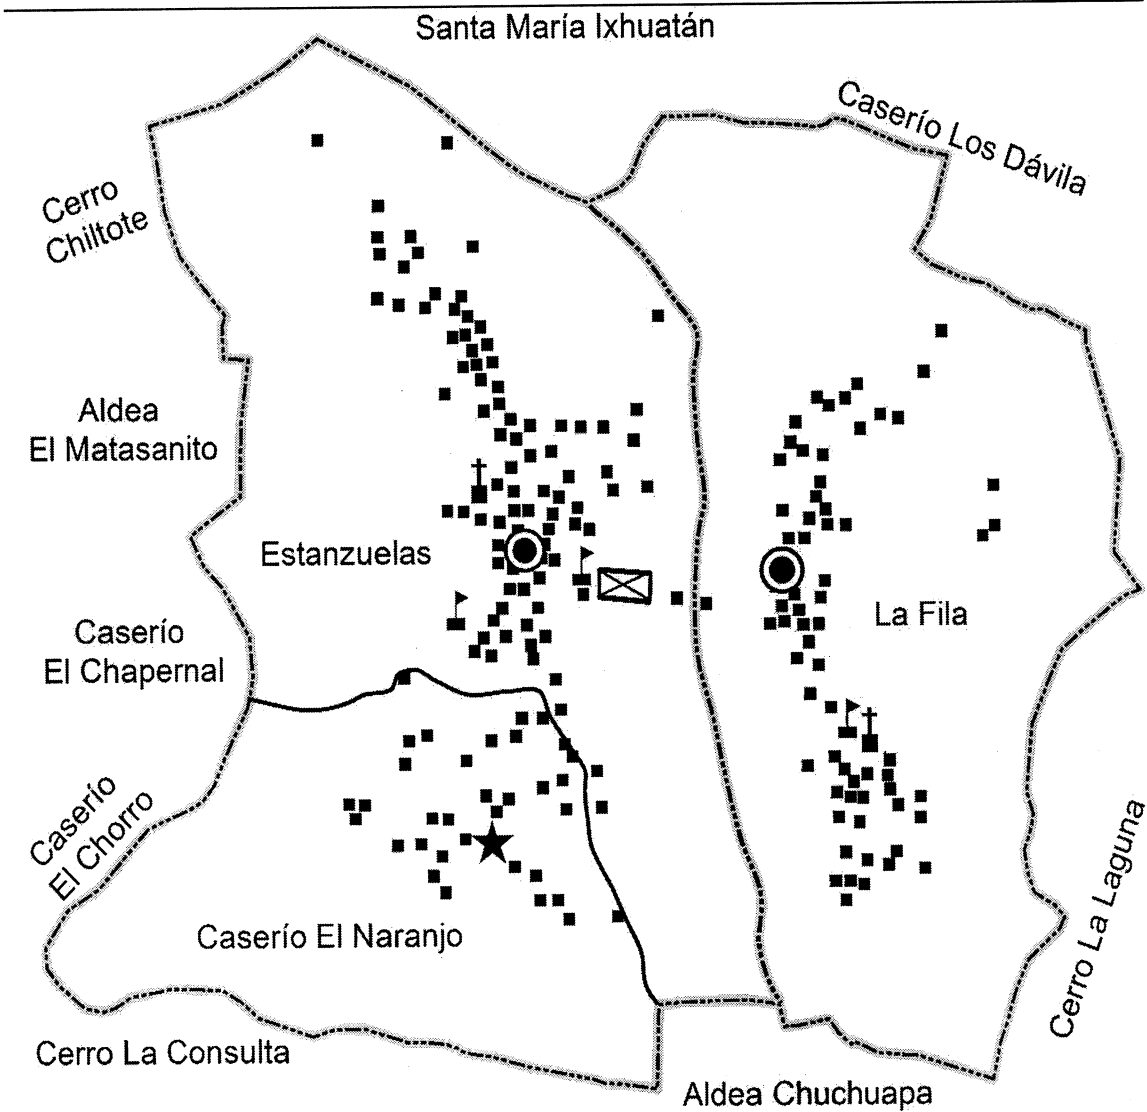 Santa María Ixhuatán
Caserío Los Dávila
Cerro
Chiltote
Aldea
El Matasanito
Estanzuelas
La Fila
Caserío
El Chapernal
Caserío
El Chorro
Caserío El Naranjo
Cerro La Laguna
Cerro La Consulta
Aldea Chuchuapa